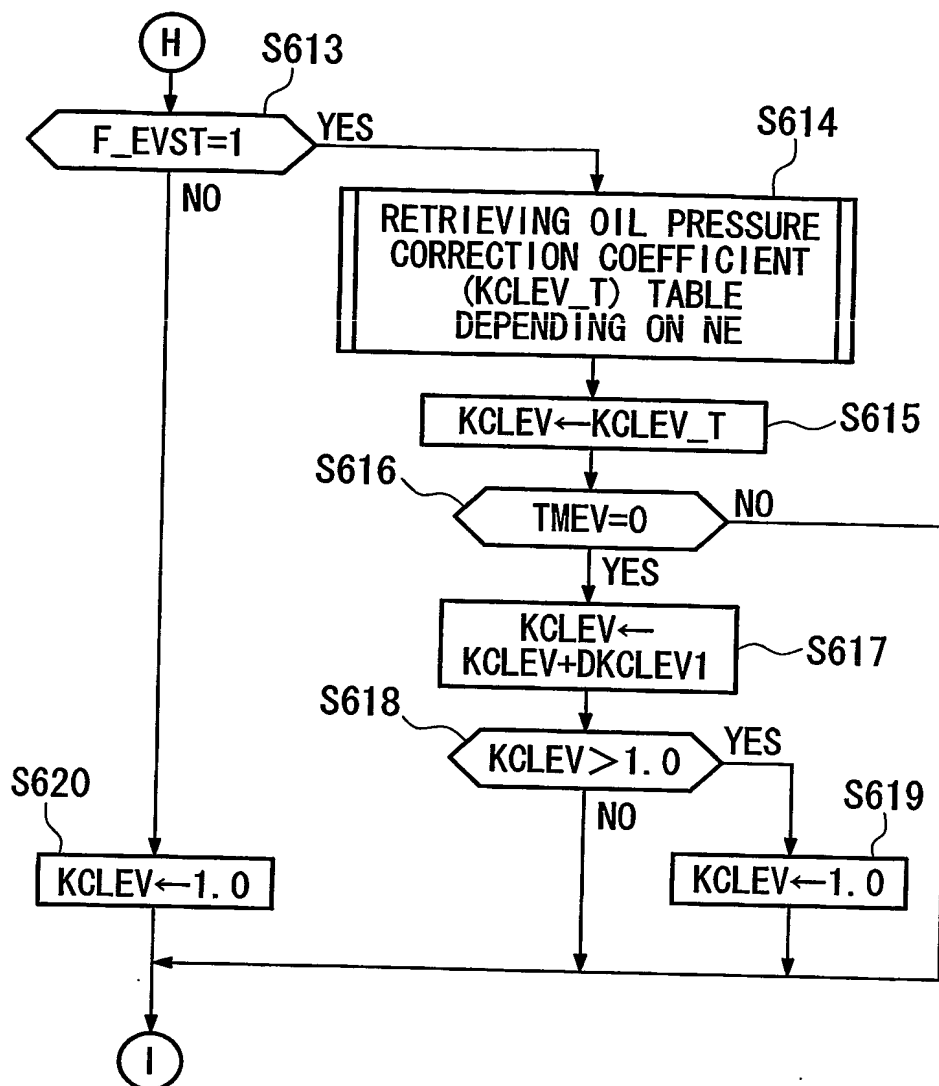 H
S613
F_EVST=1
YES
NO
S614
RETRIEVING OIL PRESSURE
CORRECTION COEFFICIENT
(KCLEV_T) TABLE
DEPENDING ON NE
KCLEV←KCLEV_T
S615
S616
TMEV=0
NO
YES
KCLEV←
KCLEV+DKCLEV1
S617
S618
KCLEV>1.0
YES
NO
S620
KCLEV←1.0
S619
KCLEV←1.0
I